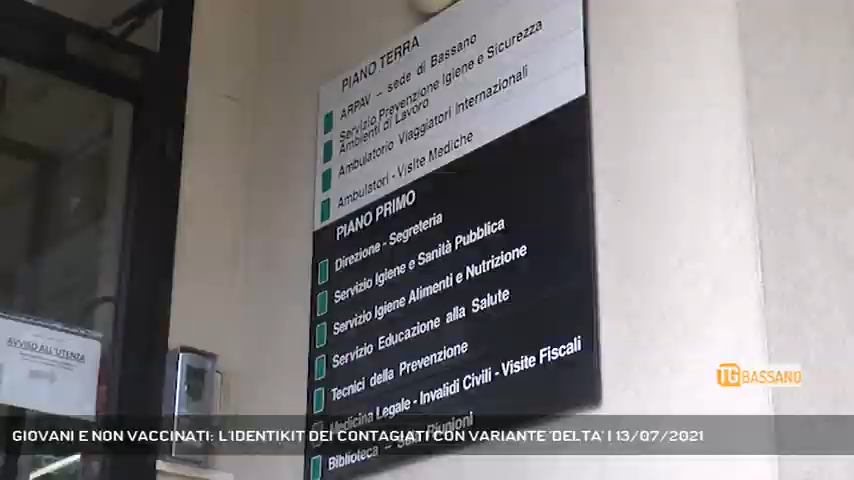 PIANO TERRA
ARPAV - sede di Bassano
Servizio Prevenzione Igiene e Sicurezza
Ambienti di Lavoro
Ambulatorio Viaggiatori Internazionali
Ambulatori - Visite Mediche
PIANO PRIMO
Direzione - Segreteria
Servizio Igiene e Sanità Pubblica
Servizio Igiene Alimenti e Nutrizione
Servizio Educazione alla Salute
Tecnici della Prevenzione
Medicina Legale - Invalidi Civili - Visite Fiscali
Biblioteca - Sala Riunioni
AVVISO ALL'UTENZA
TG BASSANO
GIOVANI E NON VACCINATI: L'IDENTIKIT DEI CONTAGIATI CON VARIANTE 'DELTA' | 13/07/2021